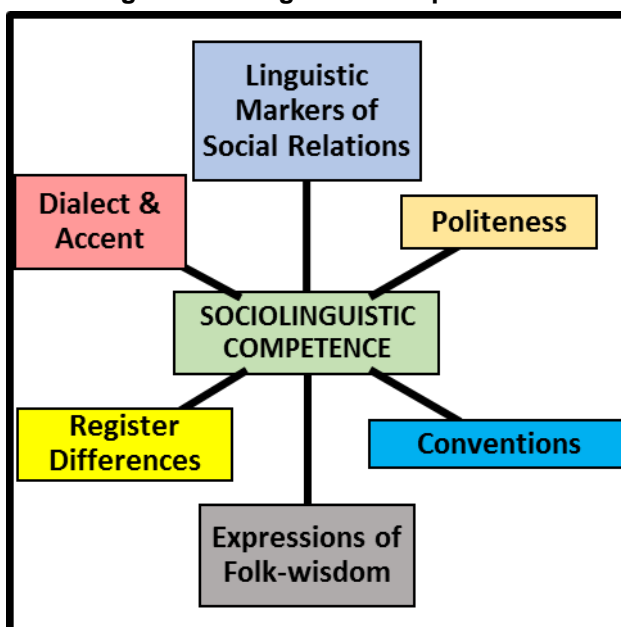 Linguistic
Markers of
Social Relations
Dialect &
Accent
Politeness
SOCIOLINGUISTIC
COMPETENCE
Register
Differences
Conventions
Expressions of
Folk-wisdom